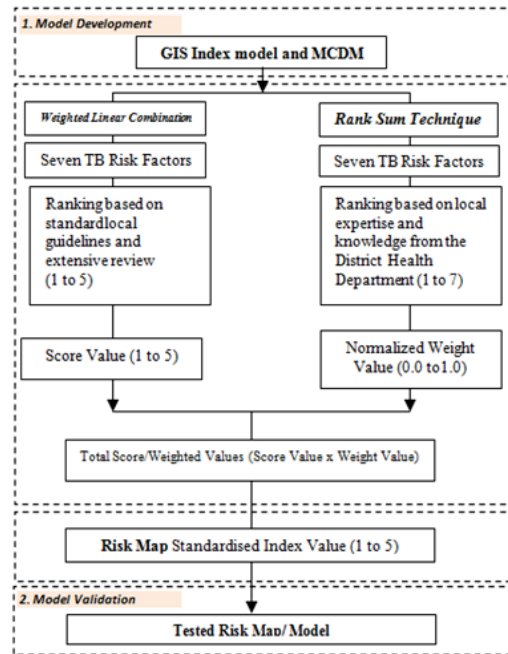 1. Model Development
GIS Index model and MCDM
Weighted Linear Combination
Seven TB Risk Factors
Ranking based on
standardlocal
guidelines and
extensive review
(1 to 5)
Score Value (1 to 5)
Rank Sum Technique
Seven TB Risk Factors
Ranking based on local
expertise and
knowledge from the
District Health
Department (1 to 7)
Normalized Weight
Value (0.0 to1.0)
Total Score/Weighted Values (Score Value x Weight Value)
Risk Map Standardised Index Value (1 to 5)
2. Model Validation
Tested Risk Map/ Model